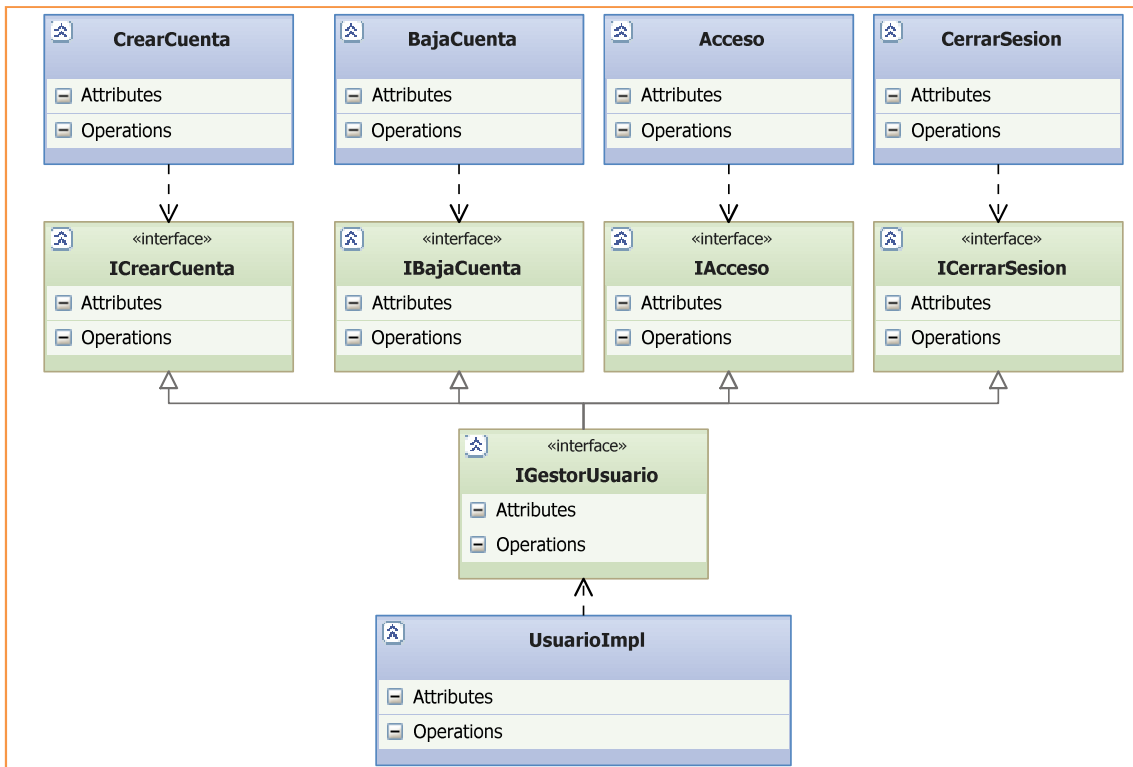 CrearCuenta
Attributes
Operations
BajaCuenta
Attributes
Operations
Acceso
Attributes
Operations
CerrarSesion
Attributes
Operations
«interface»
ICrearCuenta
Attributes
Operations
«interface»
IBajaCuenta
Attributes
Operations
«interface»
IAcceso
Attributes
Operations
«interface»
ICerrarSesion
Attributes
Operations
«interface»
IGestorUsuario
Attributes
Operations
UsuarioImpl
Attributes
Operations